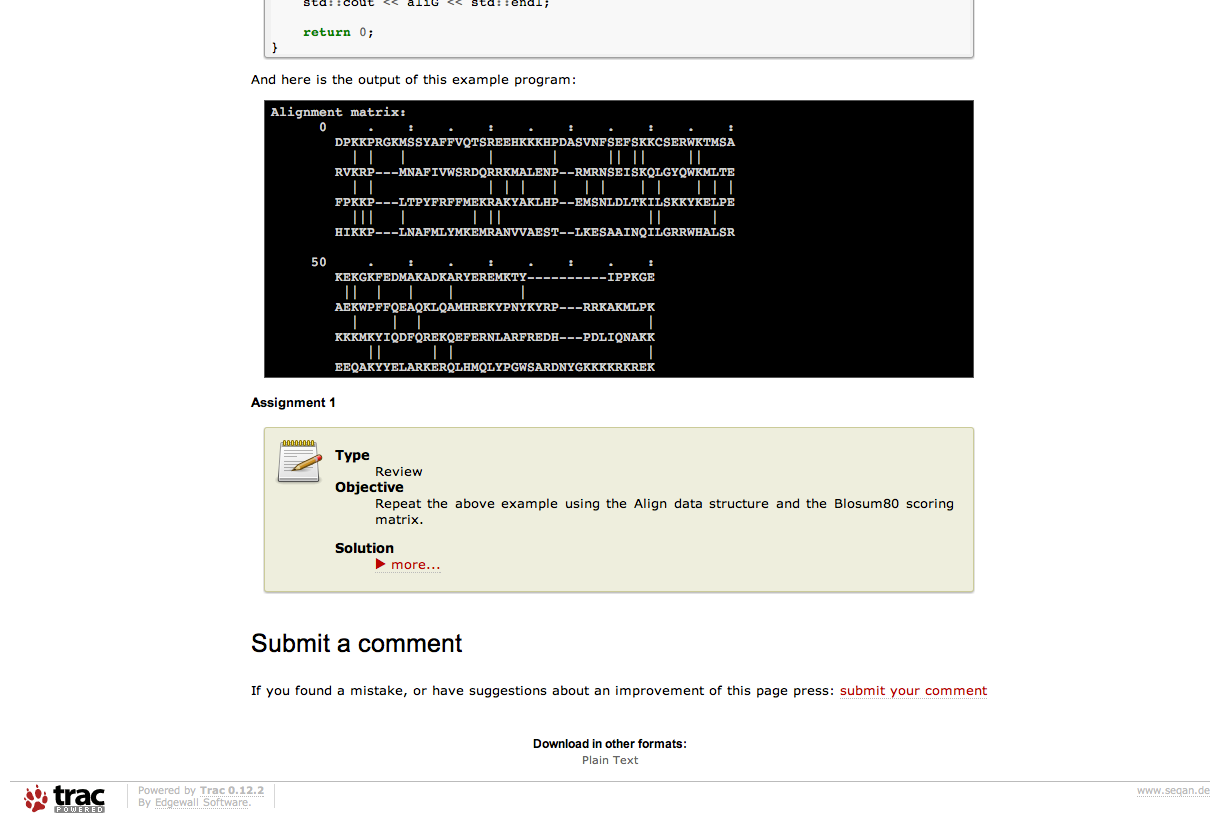 std::cout << aliG << std::endl;
return 0;
}
And here is the output of this example program:
Alignment matrix:
0     .    :    .    :    .    :    .    :    .    :
DPKKPRGKMSSYAFFVQTSREEHKKKHPDASVNFSEFSKKCSERWKTMSA
| |   |          |       |      || ||     ||
RVKRP---MNAFIVWSRDQRRKMALENP--RMRNSEISKQLGYQWKMLTE
| |              | | |   |   | |    | |    | | |
FPKKP---LTPYFRFFMEKRAKYAKLHP--EMSNLDLTKILSKKYKELPE
|||   |        | ||                  ||      |
HIKKP---LNAFMLYMKEMRANVVAEST--LKESAAINQILGRRWHALSR
50     .    :    .    :    .    :    .    :
KEKGKFEDMAKADKARYEREMKTY----------IPPKGE
||  |   |    |        |
AEKWPFFQEAQKLQAMHREKYPNYKYRP---RRKAKMLPK
|    |  |                            |
KKKMKYIQDFQREKQEFERNLARFREDH---PDLIQNAKK
||      | |                        |
EEQAKYYELARKERQLHMQLYPGWSARDNYGKKKKRKREK
Assignment 1
Type
Review
Objective
Repeat the above example using the Align data structure and the Blosum80 scoring
matrix.
Solution
▶ more...
Submit a comment
If you found a mistake, or have suggestions about an improvement of this page press: submit your comment
Download in other formats:
Plain Text
trac
POWERED
Powered by Trac 0.12.2
By Edgewall Software.
www.seqan.de